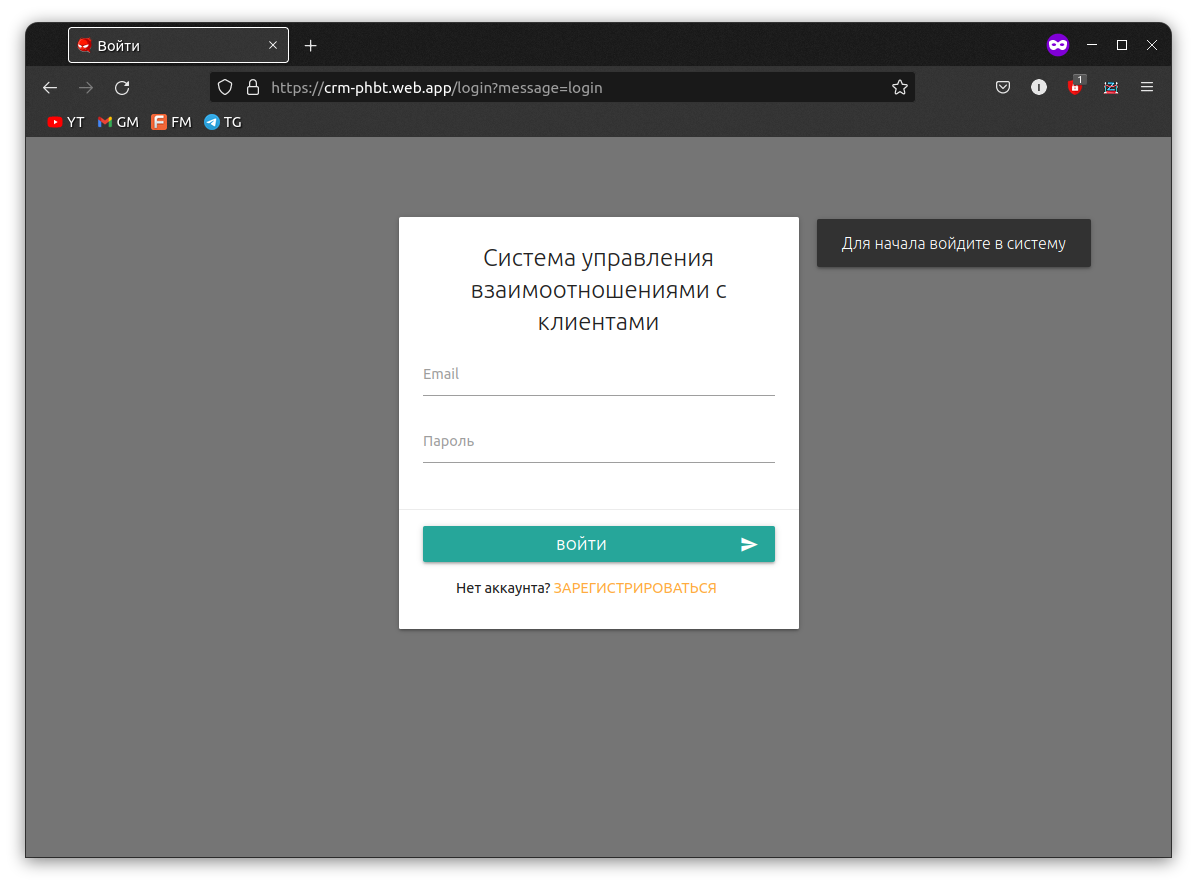 Войти
https://crm-phbt.web.app/login?message=login
1
YT GM FM TG
Система управления
взаимоотношениями с
клиентами
Для начала войдите в систему
Email
Пароль
ВОЙТИ
Нет аккаунта? ЗАРЕГИСТРИРОВАТЬСЯ